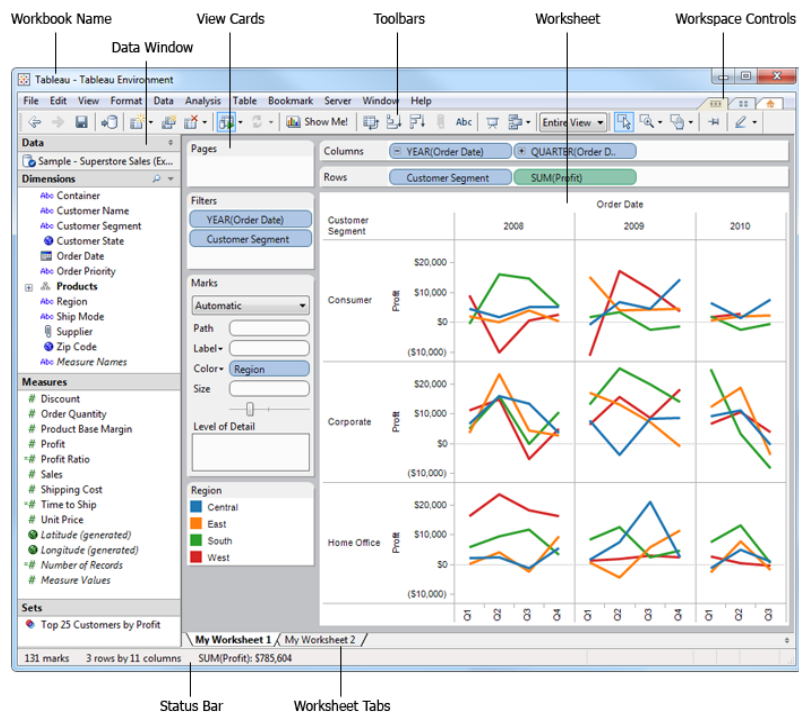 Workbook Name
View Cards
Toolbars
Worksheet
Workspace Controls
Data Window
Tableau - Tableau Environment
File Edit View Format Data Analysis Table Bookmark Server Window Help
Show Me! Abc Entire View
Data
Sample - Superstore Sales (Ex...
Dimensions
Abc Container
Abc Customer Name
Abc Customer Segment
Customer State
Order Date
Abc Order Priority
Products
Abc Region
Abc Ship Mode
Supplier
Zip Code
Abc Measure Names
Measures
# Discount
# Order Quantity
# Product Base Margin
# Profit
=# Profit Ratio
# Sales
# Shipping Cost
=# Time to Ship
# Unit Price
Latitude (generated)
Longitude (generated)
=# Number of Records
# Measure Values
Sets
Top 25 Customers by Profit
Pages
Filters
YEAR(Order Date)
Customer Segment
Marks
Automatic
Path
Label
Color Region
Size
Level of Detail
Region
Central
East
South
West
Columns YEAR(Order Date) QUARTER(Order D..
Rows Customer Segment SUM(Profit)
Order Date
Customer
Segment
2008 2009 2010
Consumer
Profit
$20,000
$10,000
$0
($10,000)
Corporate
Profit
$20,000
$10,000
$0
($10,000)
Home Office
Profit
$20,000
$10,000
$0
($10,000)
Q1 Q2 Q3 Q4 Q1 Q2 Q3 Q4 Q1 Q2 Q3
My Worksheet 1 My Worksheet 2
131 marks 3 rows by 11 columns SUM(Profit): $785,604
Status Bar
Worksheet Tabs